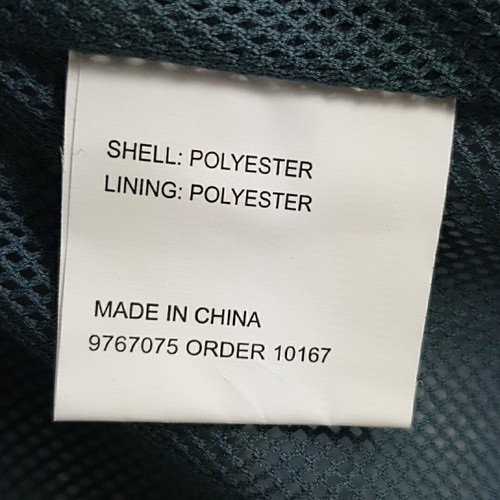 SHELL: POLYESTER
LINING: POLYESTER
MADE IN CHINA
9767075 ORDER 10167